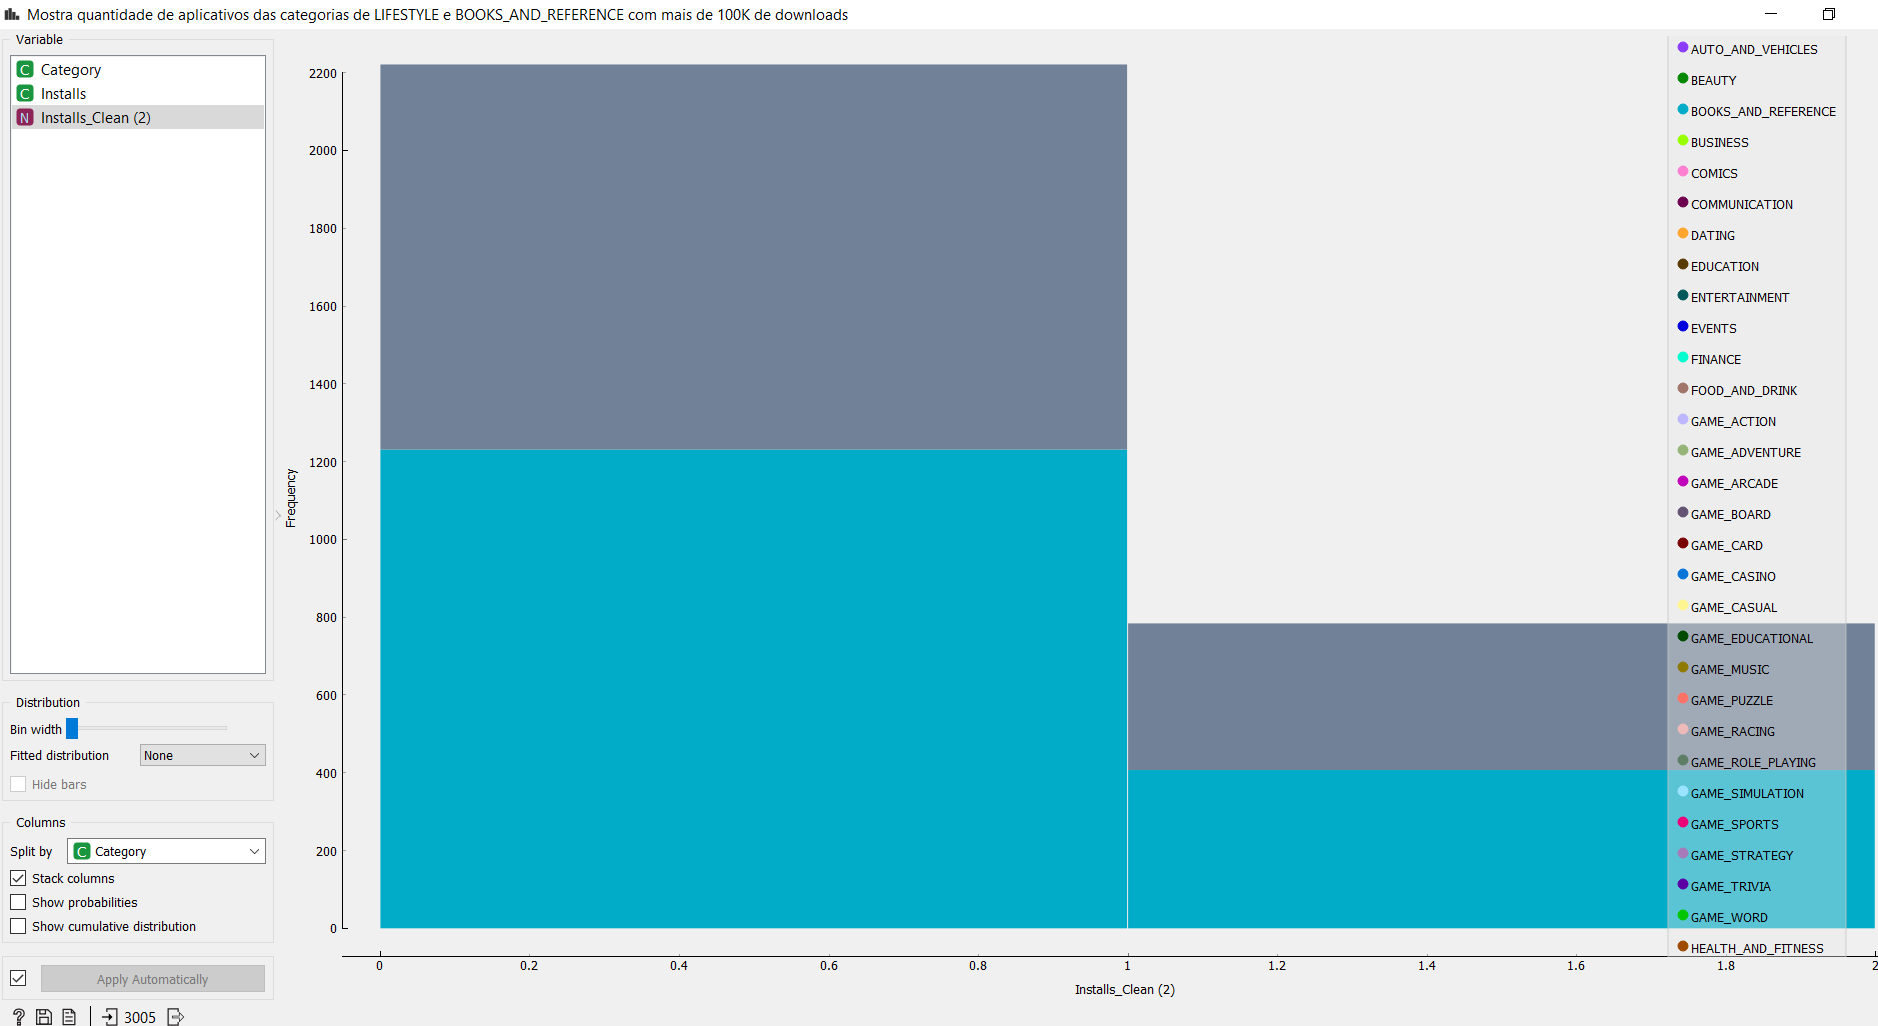 Mostra quantidade de aplicativos das categorias de LIFESTYLE e BOOKS_AND_REFERENCE com mais de 100K de downloads
Variable
C Category
C Installs
N Installs_Clean (2)
Distribution
Bin width
Fitted distribution None
Hide bars
Columns
Split by C Category
Stack columns
Show probabilities
Show cumulative distribution
Apply Automatically
? 3005
Frequency
2200
2000
1800
1600
1400
1200
1000
800
600
400
200
0
0 0.2 0.4 0.6 0.8 1 1.2 1.4 1.6 1.8 2
Installs_Clean (2)
AUTO_AND_VEHICLES
BEAUTY
BOOKS_AND_REFERENCE
BUSINESS
COMICS
COMMUNICATION
DATING
EDUCATION
ENTERTAINMENT
EVENTS
FINANCE
FOOD_AND_DRINK
GAME_ACTION
GAME_ADVENTURE
GAME_ARCADE
GAME_BOARD
GAME_CARD
GAME_CASINO
GAME_CASUAL
GAME_EDUCATIONAL
GAME_MUSIC
GAME_PUZZLE
GAME_RACING
GAME_ROLE_PLAYING
GAME_SIMULATION
GAME_SPORTS
GAME_STRATEGY
GAME_TRIVIA
GAME_WORD
HEALTH_AND_FITNESS